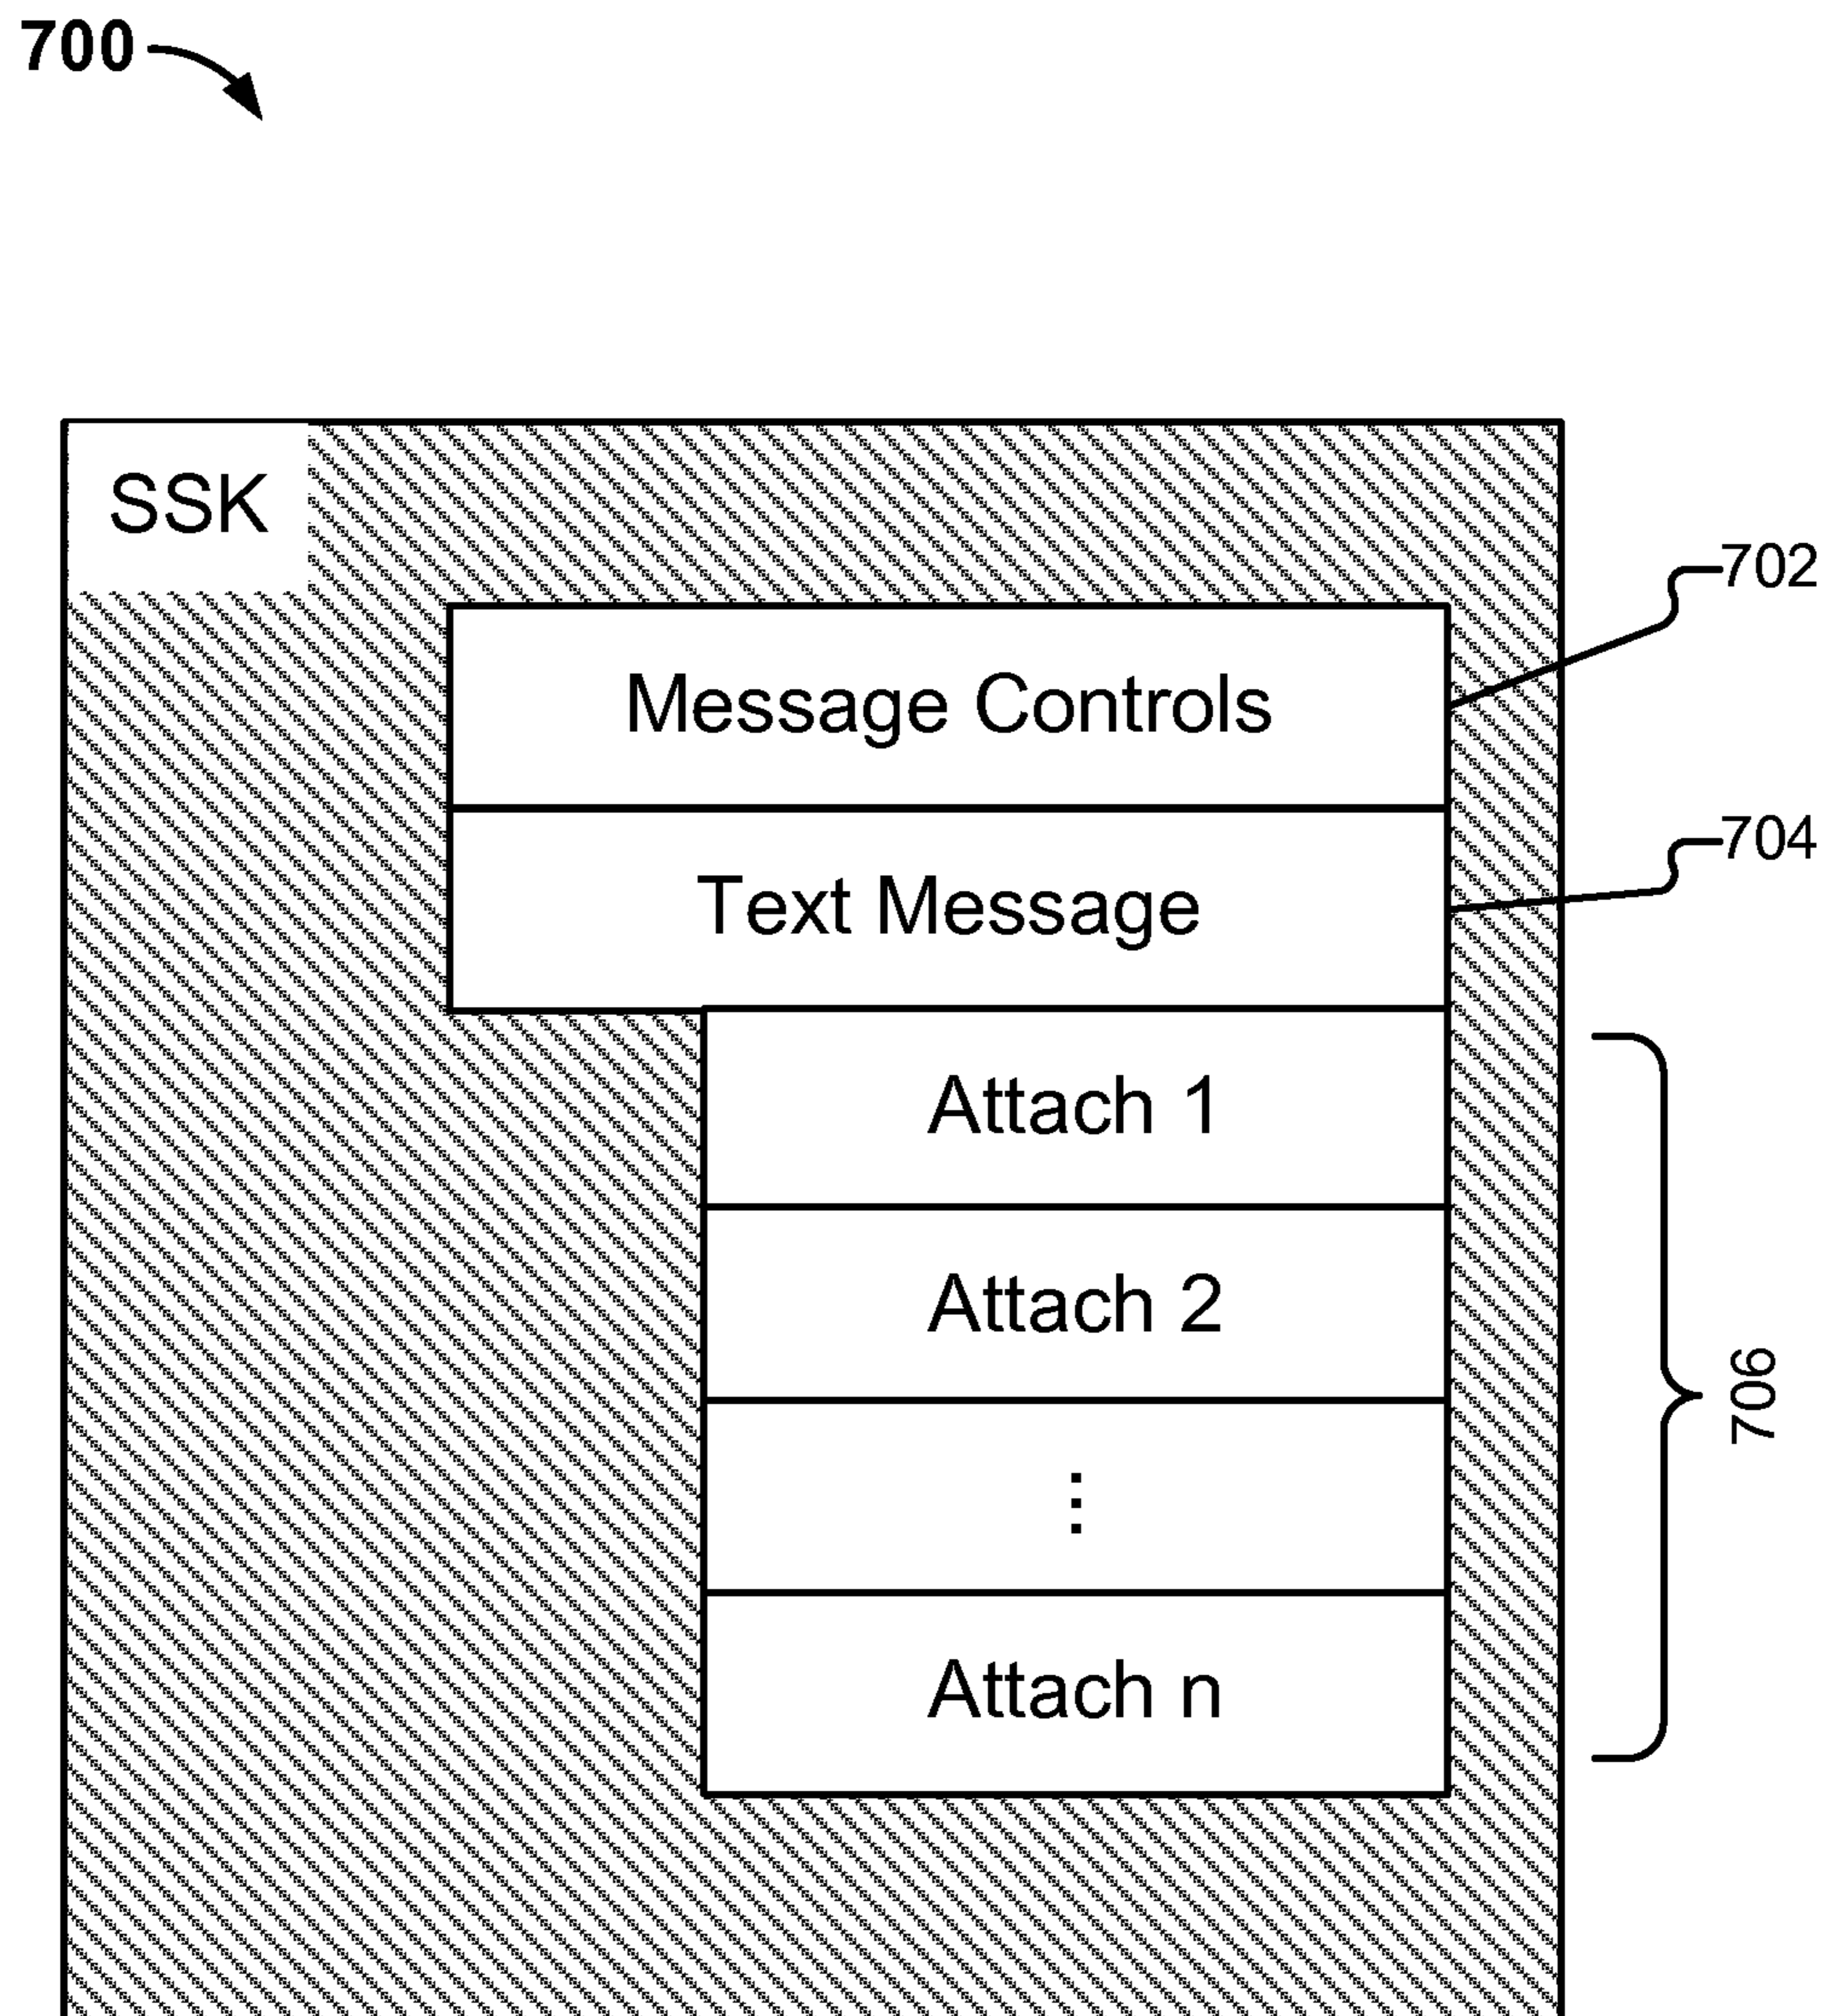 700
SSK
702
Message Controls
704
Text Message
Attach 1
Attach 2
706
⋮
Attach n